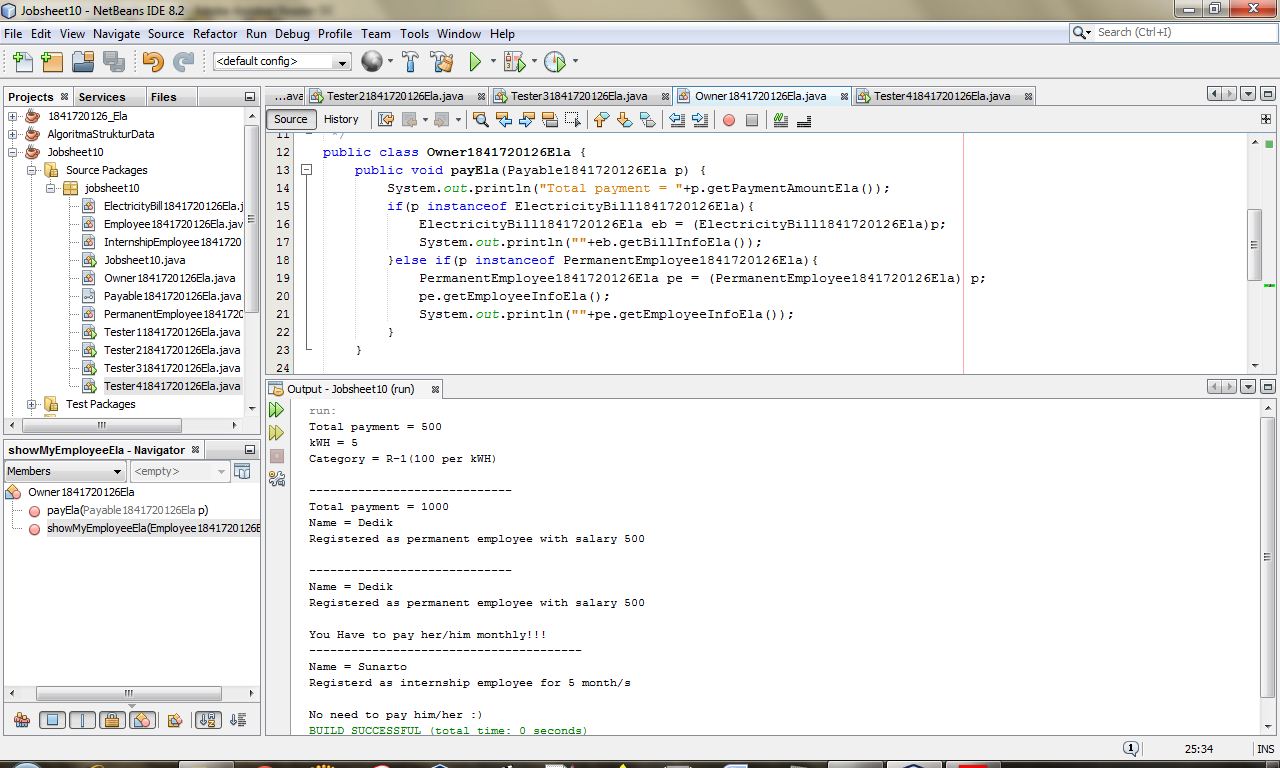 Jobsheet10 - NetBeans IDE 8.2
File Edit View Navigate Source Refactor Run Debug Profile Team Tools Window Help
Search (Ctrl+I)
<default config>
Projects Services Files
1841720126_Ela
AlgoritmaStrukturData
Jobsheet10
Source Packages
jobsheet10
ElectricityBill1841720126Ela.j
Employee1841720126Ela.jav
InternshipEmployee1841720
Jobsheet10.java
Owner1841720126Ela.java
Payable1841720126Ela.java
PermanentEmployee1841720
Tester11841720126Ela.java
Tester21841720126Ela.java
Tester31841720126Ela.java
Tester41841720126Ela.java
Test Packages
showMyEmployeeEla - Navigator
Members <empty>
Owner1841720126Ela
payEla(Payable1841720126Ela p)
showMyEmployeeEla(Employee1841720126E
...ava Tester21841720126Ela.java Tester31841720126Ela.java Owner1841720126Ela.java Tester41841720126Ela.java
Source History
11 */
12 public class Owner1841720126Ela {
13 public void payEla(Payable1841720126Ela p) {
14 System.out.println("Total payment = "+p.getPaymentAmountEla());
15 if(p instanceof ElectricityBill1841720126Ela){
16 ElectricityBill1841720126Ela eb = (ElectricityBill1841720126Ela)p;
17 System.out.println(""+eb.getBillInfoEla());
18 }else if(p instanceof PermanentEmployee1841720126Ela){
19 PermanentEmployee1841720126Ela pe = (PermanentEmployee1841720126Ela) p;
20 pe.getEmployeeInfoEla();
21 System.out.println(""+pe.getEmployeeInfoEla());
22 }
23 }
24
Output - Jobsheet10 (run)
run:
Total payment = 500
kWH = 5
Category = R-1(100 per kWH)
-----------------------------
Total payment = 1000
Name = Dedik
Registered as permanent employee with salary 500
-----------------------------
Name = Dedik
Registered as permanent employee with salary 500
You Have to pay her/him monthly!!!
---------------------------------------
Name = Sunarto
Registerd as internship employee for 5 month/s
No need to pay him/her :)
BUILD SUCCESSFUL (total time: 0 seconds)
1 25:34 INS